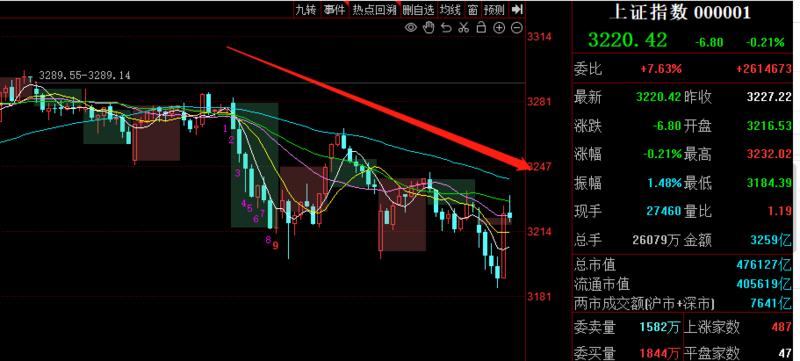 九转 事件 热点回溯 删自选 均线 窗 预测
3289.55-3289.14
1
2
3
4
5
6
7
8
9
3314
3281
3247
3214
3181
上证指数 000001
3220.42 -6.80 -0.21%
委比 +7.63% +2614673
最新 3220.42 昨收 3227.22
涨跌 -6.80 开盘 3216.53
涨幅 -0.21% 最高 3232.02
振幅 1.48% 最低 3184.39
现手 27460 量比 1.19
总手 26079万 金额 3259亿
总市值 476127亿
流通市值 405619亿
两市成交额(沪市+深市) 7641亿
委卖量 1582万 上涨家数 487
委买量 1844万 平盘家数 47